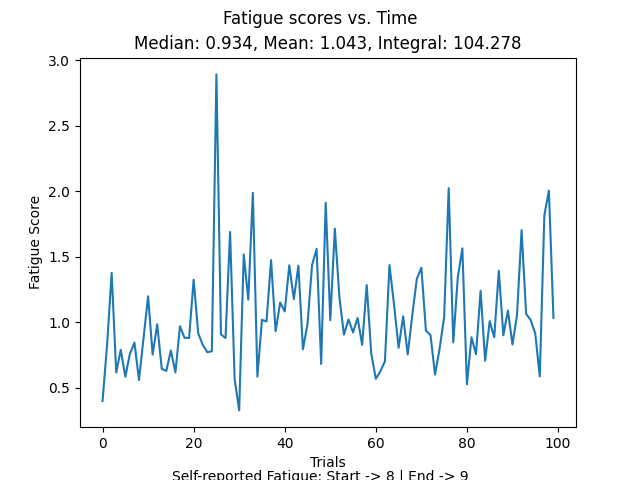 Fatigue scores vs. Time
Median: 0.934, Mean: 1.043, Integral: 104.278
3.0
2.5
2.0
1.5
1.0
0.5
Fatigue Score
0 20 40 60 80 100
Trials
Self-reported Fatigue: Start -> 8 | End -> 9